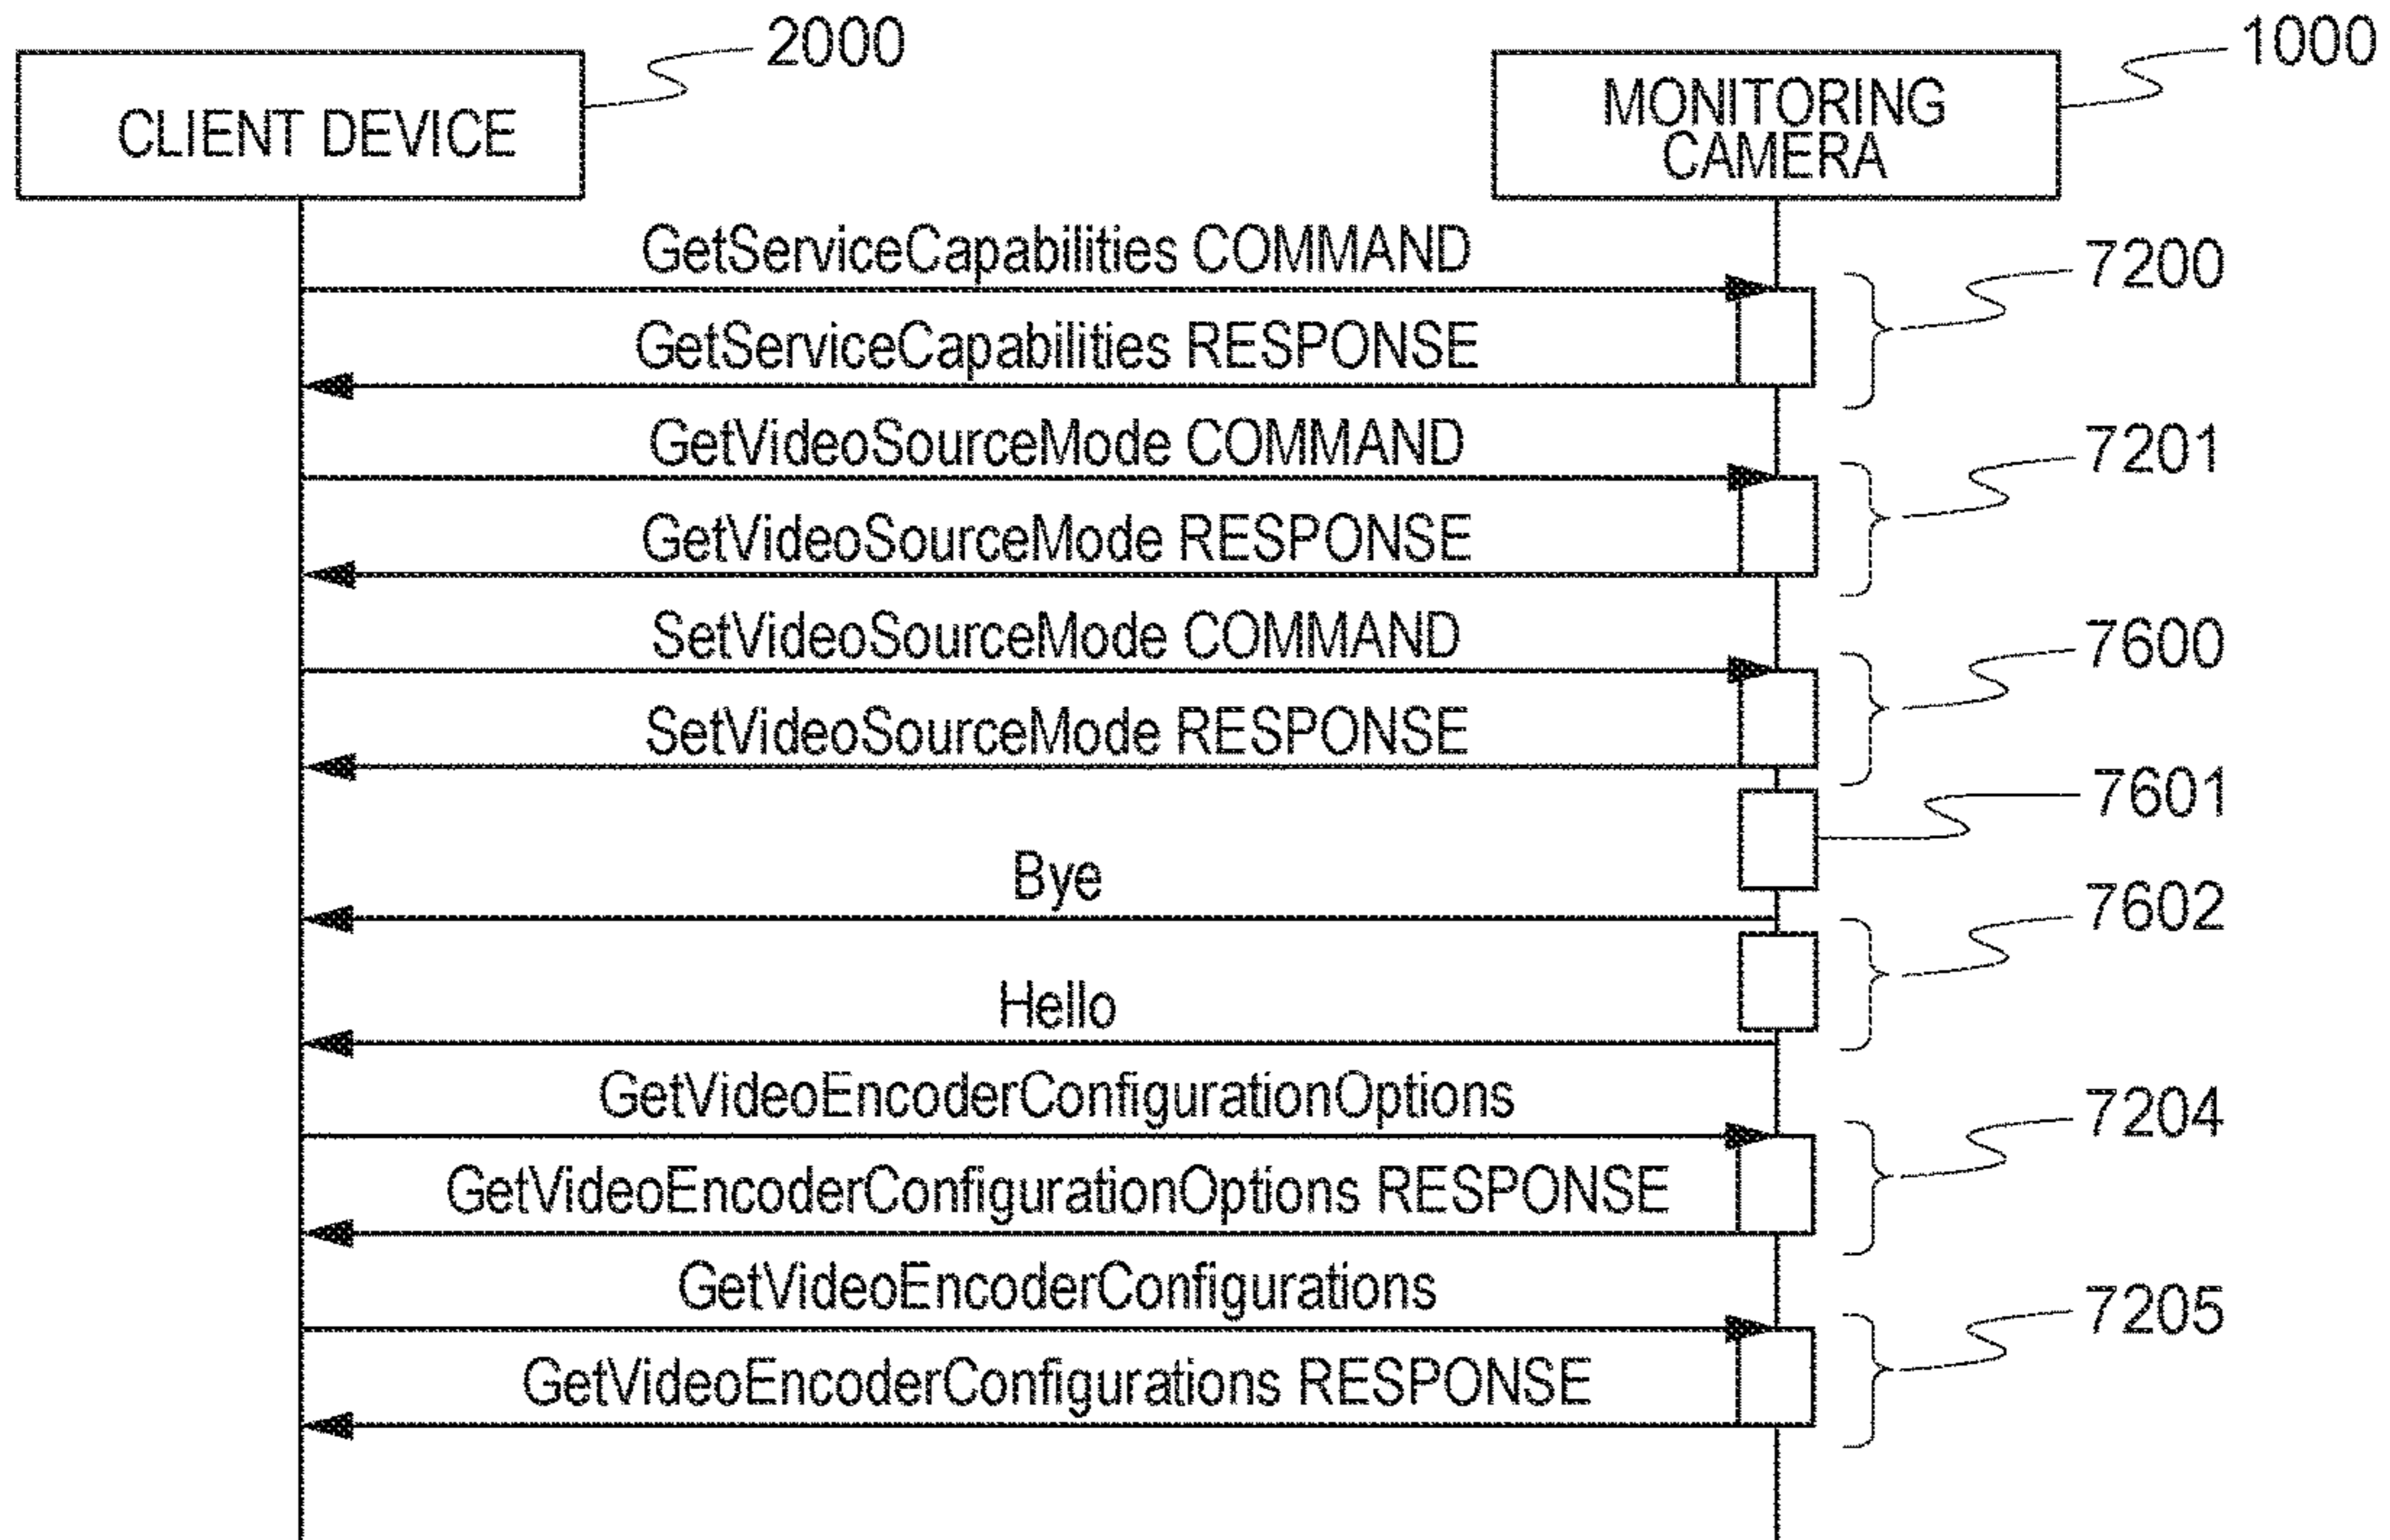 2000
1000
CLIENT DEVICE
MONITORING
CAMERA
GetServiceCapabilities COMMAND
7200
GetServiceCapabilities RESPONSE
GetVideoSourceMode COMMAND
7201
GetVideoSourceMode RESPONSE
SetVideoSourceMode COMMAND
7600
SetVideoSourceMode RESPONSE
7601
Bye
7602
Hello
GetVideoEncoderConfigurationOptions
7204
GetVideoEncoderConfigurationOptions RESPONSE
GetVideoEncoderConfigurations
7205
GetVideoEncoderConfigurations RESPONSE